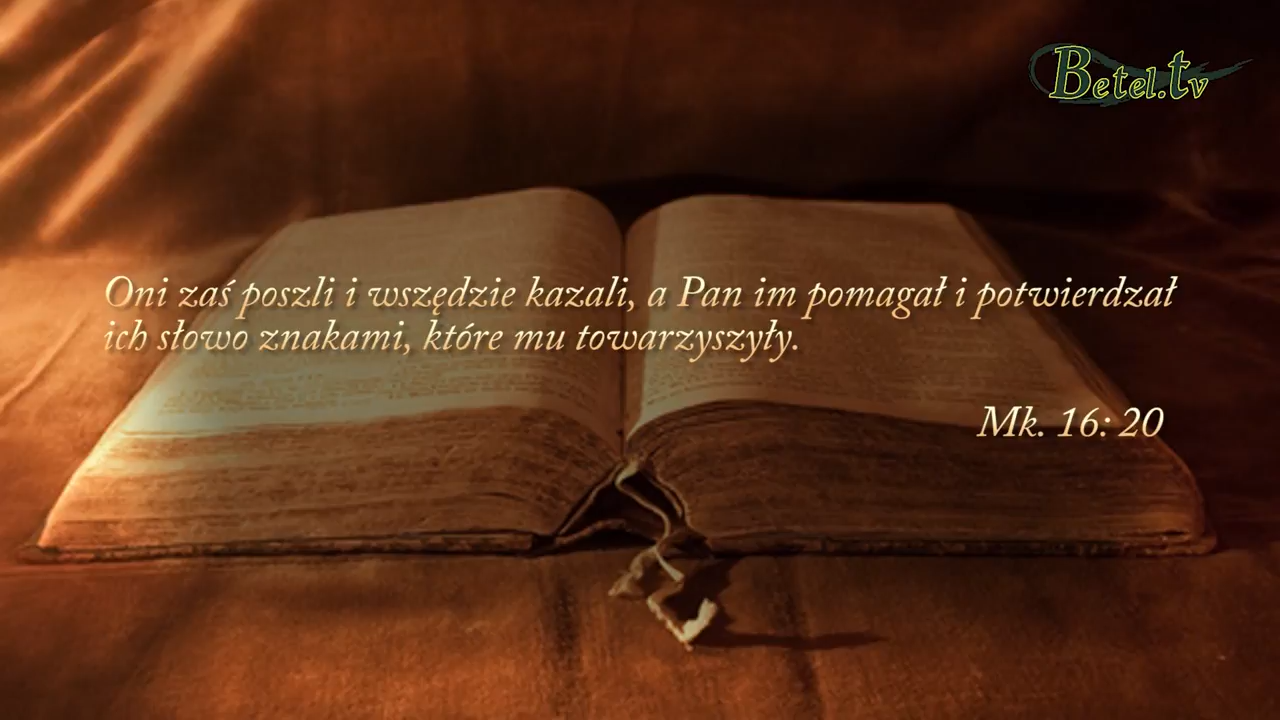 Betel.tv
Oni zaś poszli i wszędzie kazali, a Pan im pomagał i potwierdzał
ich słowo znakami, które mu towarzyszyły.
Mk. 16: 20